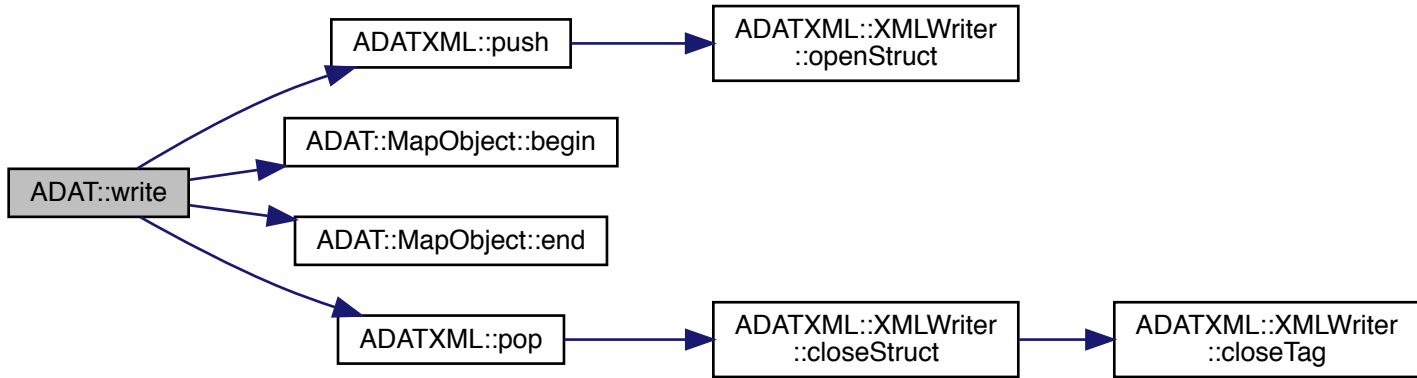 ADATXML::push
ADATXML::XMLWriter
::openStruct
ADAT::MapObject::begin
ADAT::write
ADAT::MapObject::end
ADATXML::pop
ADATXML::XMLWriter
::closeStruct
ADATXML::XMLWriter
::closeTag